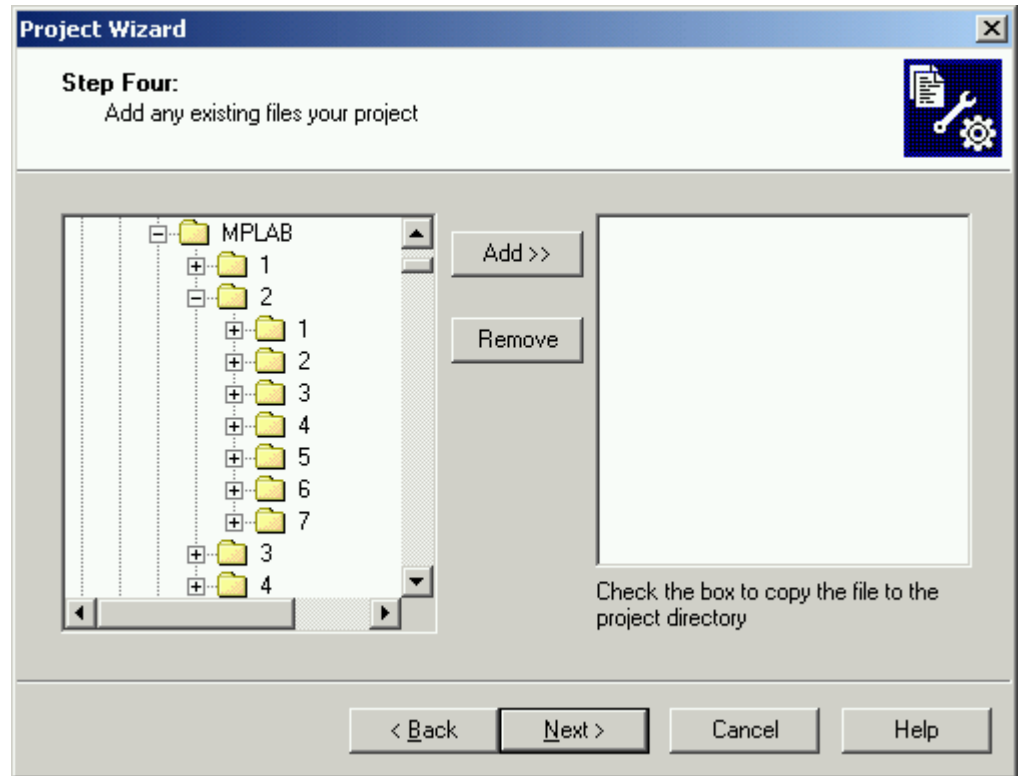 Project Wizard
Step Four:
Add any existing files your project
MPLAB
1
2
1
2
3
4
5
6
7
3
4
Add >>
Remove
Check the box to copy the file to the
project directory
< Back
Next >
Cancel
Help